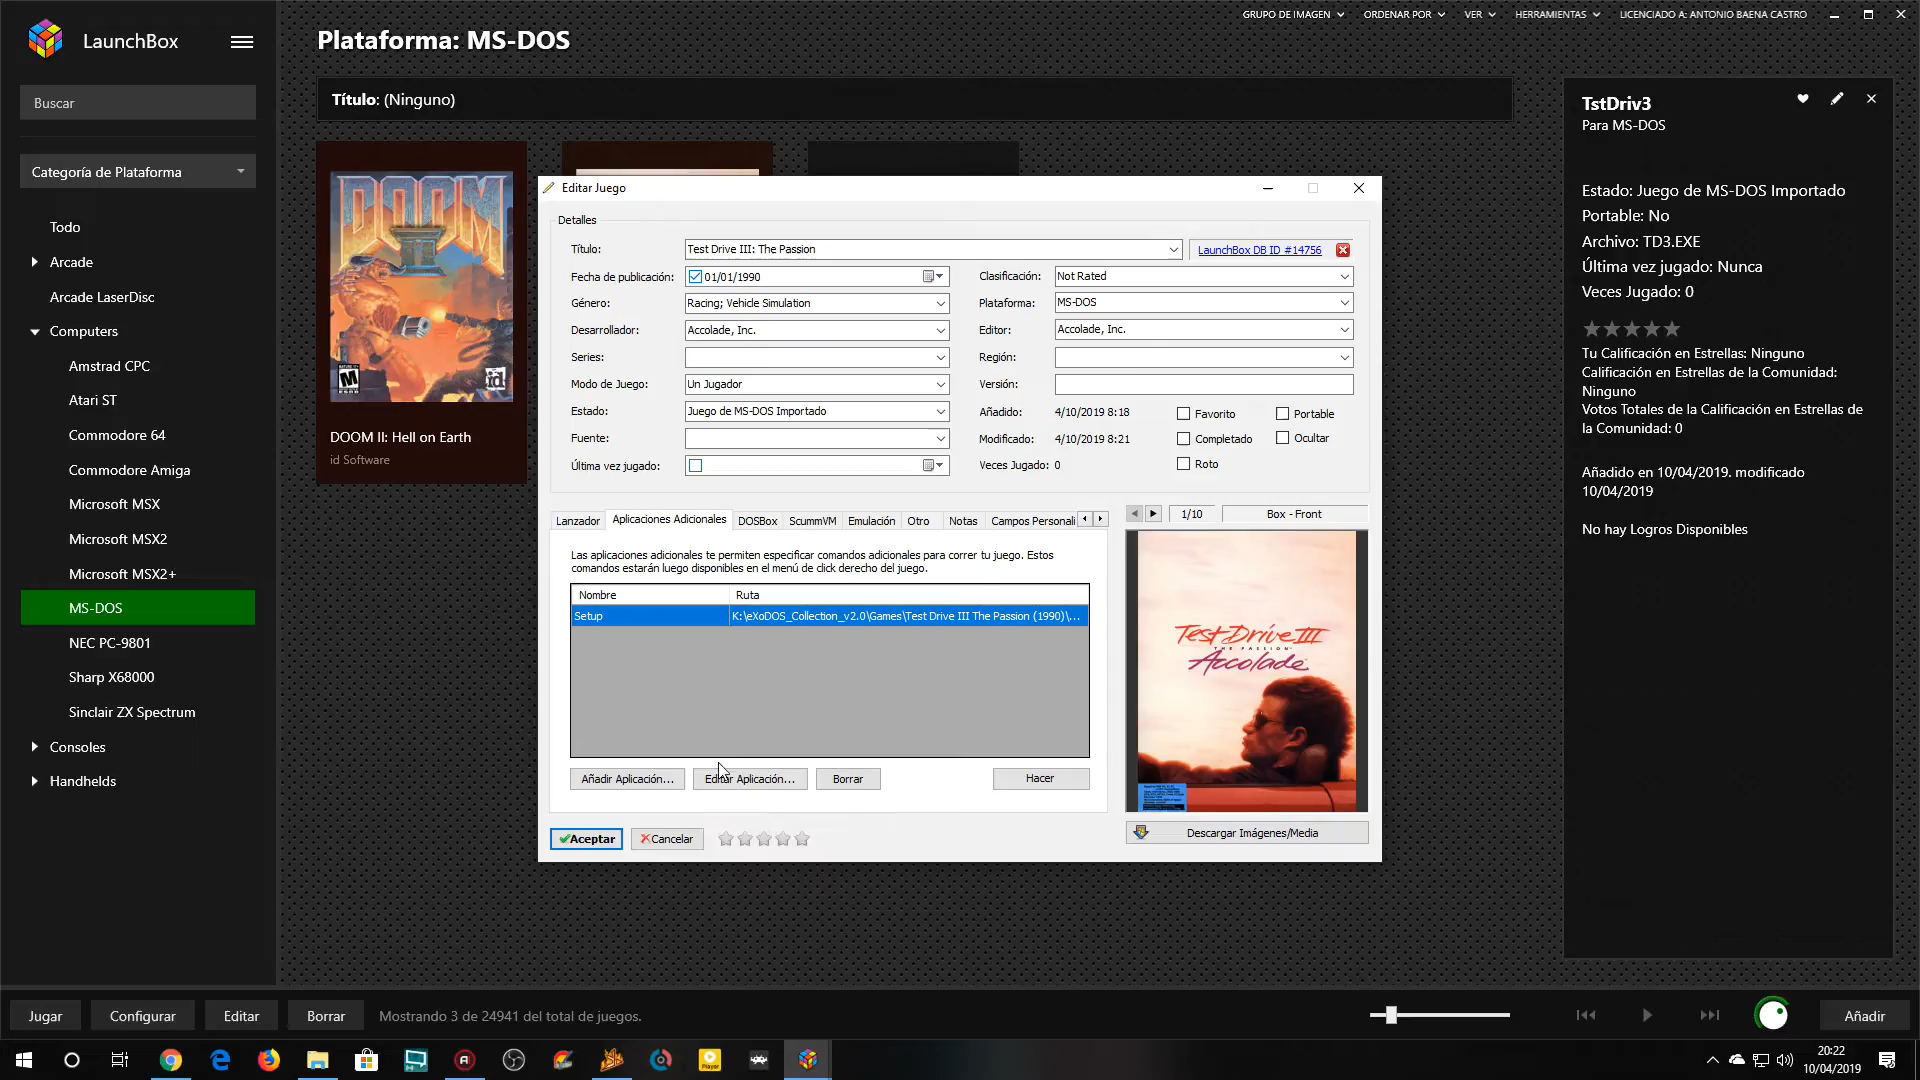 LaunchBox
Plataforma: MS-DOS
GRUPO DE IMAGEN
ORDENAR POR
VER
HERRAMIENTAS
LICENCIADO A: ANTONIO BAENA CASTRO
Buscar
Título: (Ninguno)
Categoría de Plataforma
Todo
Arcade
Arcade LaserDisc
Computers
Amstrad CPC
Atari ST
Commodore 64
Commodore Amiga
Microsoft MSX
Microsoft MSX2
Microsoft MSX2+
MS-DOS
NEC PC-9801
Sharp X68000
Sinclair ZX Spectrum
Consoles
Handhelds
DOOM
II
M
id
DOOM II: Hell on Earth
id Software
Editar Juego
Detalles
Título: Test Drive III: The Passion LaunchBox DB ID #14756
Fecha de publicación: 01/01/1990 Clasificación: Not Rated
Género: Racing; Vehicle Simulation Plataforma: MS-DOS
Desarrollador: Accolade, Inc. Editor: Accolade, Inc.
Series: Región:
Modo de Juego: Un Jugador Versión:
Estado: Juego de MS-DOS Importado Añadido: 4/10/2019 8:18 Favorito Portable
Fuente: Modificado: 4/10/2019 8:21 Completado Ocultar
Última vez jugado: Veces Jugado: 0 Roto
Lanzador Aplicaciones Adicionales DOSBox ScummVM Emulación Otro Notas Campos Personali
1/10 Box - Front
Las aplicaciones adicionales te permiten especificar comandos adicionales para correr tu juego. Estos
comandos estarán luego disponibles en el menú de click derecho del juego.
Nombre Ruta
Setup K:\eXoDOS_Collection_v2.0\Games\Test Drive III The Passion (1990)\...
Añadir Aplicación... Editar Aplicación... Borrar Hacer
Test Drive III
THE PASSION
Accolade
Aceptar Cancelar
Descargar Imágenes/Media
TstDriv3
Para MS-DOS
Estado: Juego de MS-DOS Importado
Portable: No
Archivo: TD3.EXE
Última vez jugado: Nunca
Veces Jugado: 0
Tu Calificación en Estrellas: Ninguno
Calificación en Estrellas de la Comunidad:
Ninguno
Votos Totales de la Calificación en Estrellas de
la Comunidad: 0
Añadido en 10/04/2019. modificado
10/04/2019
No hay Logros Disponibles
Jugar Configurar Editar Borrar Mostrando 3 de 24941 del total de juegos. Añadir
Player
20:22
10/04/2019